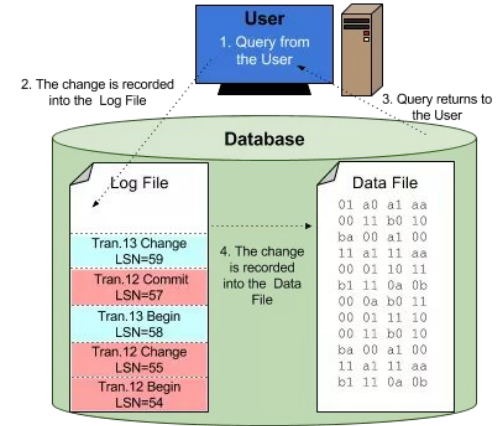 User
1. Query from
the User
2. The change is recorded
into the Log File
3. Query returns to
the User
Database
Log File
Tran.13 Change
LSN=59
Tran.12 Commit
LSN=57
Tran.13 Begin
LSN=58
Tran.12 Change
LSN=55
Tran.12 Begin
LSN=54
4. The change
is recorded
into the Data
File
Data File
01 a0 a1 aa
00 11 b0 10
ba 00 a1 00
11 a1 11 aa
00 01 10 11
b1 11 0a 0b
00 0a b0 11
00 01 11 10
00 11 b0 10
ba 00 a1 00
11 a1 11 aa
b1 11 0a 0b